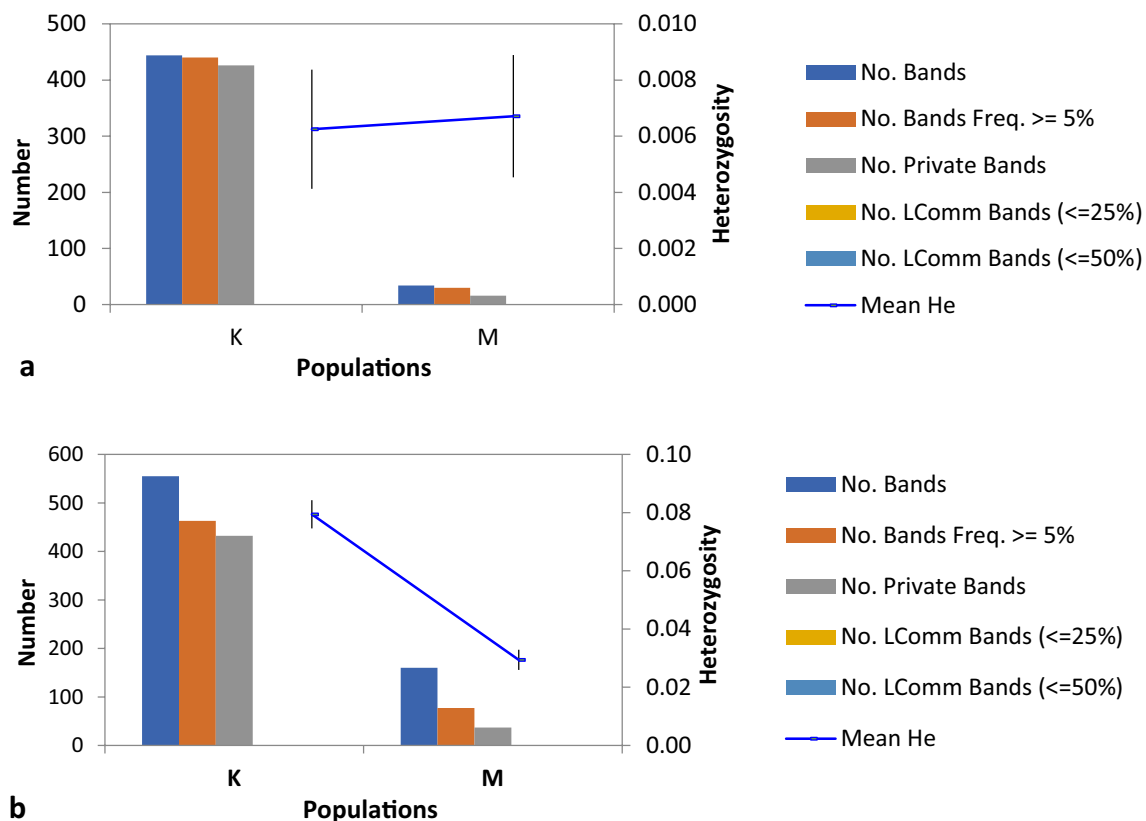 500
400
300
200
100
0
Number
0.010
0.008
0.006
0.004
0.002
0.000
Heterozygosity
K M
Populations
a
No. Bands
No. Bands Freq. >= 5%
No. Private Bands
No. LComm Bands (<=25%)
No. LComm Bands (<=50%)
Mean He
600
500
400
300
200
100
0
Number
0.10
0.08
0.06
0.04
0.02
0.00
Heterozygosity
K M
Populations
b
No. Bands
No. Bands Freq. >= 5%
No. Private Bands
No. LComm Bands (<=25%)
No. LComm Bands (<=50%)
Mean He